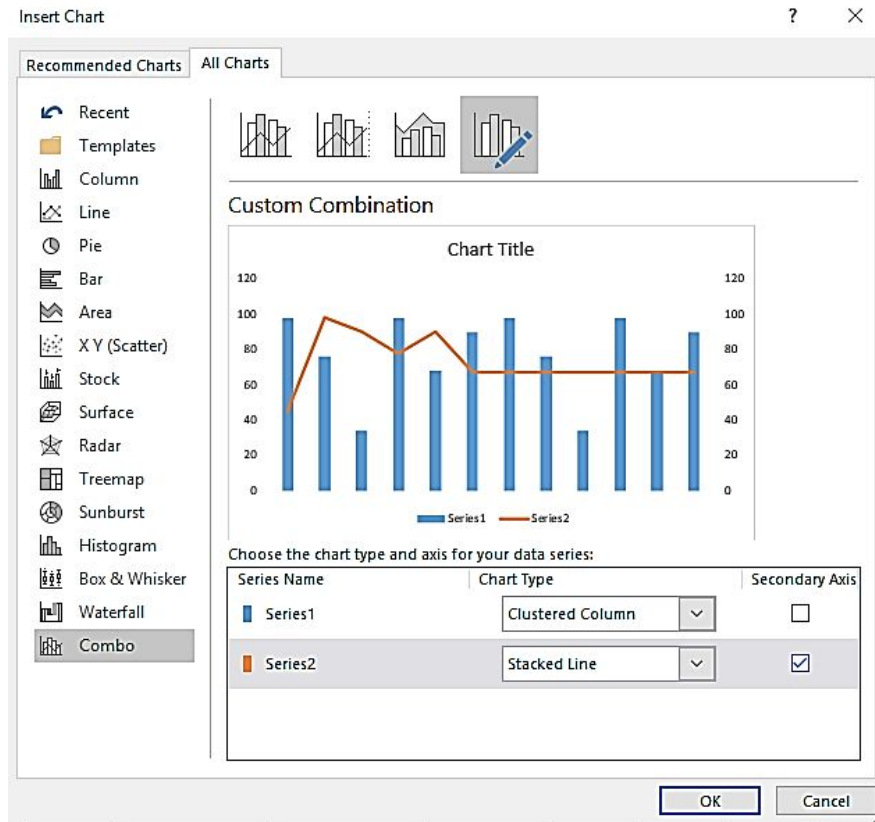 Insert Chart ? ×
Recommended Charts All Charts
Recent
Templates
Column
Line
Pie
Bar
Area
X Y (Scatter)
Stock
Surface
Radar
Treemap
Sunburst
Histogram
Box & Whisker
Waterfall
Combo
Custom Combination
Chart Title
120 120
100 100
80 80
60 60
40 40
20 20
0 0
Series1 Series2
Choose the chart type and axis for your data series:
Series Name Chart Type Secondary Axis
Series1 Clustered Column
Series2 Stacked Line
OK Cancel